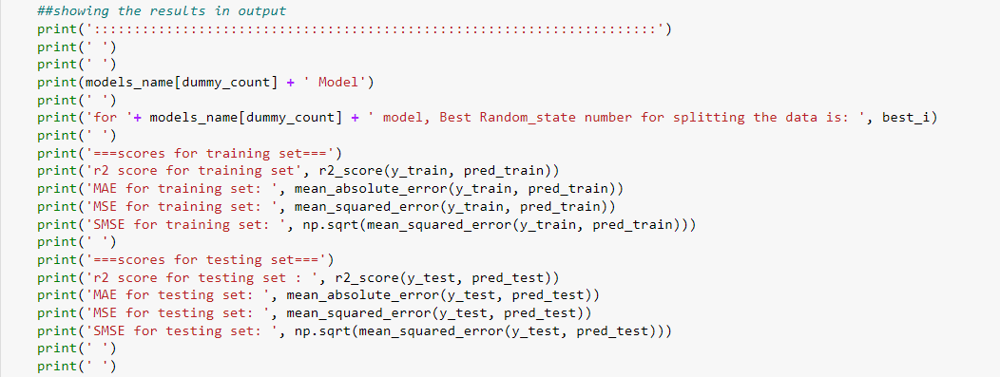 ##showing the results in output
print(':::::::::::::::::::::::::::::::::::::::::::::::::::::::::::::::::::::::')
print(' ')
print(' ')
print(models_name[dummy_count] + ' Model')
print(' ')
print('for '+ models_name[dummy_count] + ' model, Best Random_state number for splitting the data is: ', best_i)
print(' ')
print('===scores for training set===')
print('r2 score for training set', r2_score(y_train, pred_train))
print('MAE for training set: ', mean_absolute_error(y_train, pred_train))
print('MSE for training set: ', mean_squared_error(y_train, pred_train))
print('SMSE for training set: ', np.sqrt(mean_squared_error(y_train, pred_train)))
print(' ')
print('===scores for testing set===')
print('r2 score for testing set : ', r2_score(y_test, pred_test))
print('MAE for testing set: ', mean_absolute_error(y_test, pred_test))
print('MSE for testing set: ', mean_squared_error(y_test, pred_test))
print('SMSE for testing set: ', np.sqrt(mean_squared_error(y_test, pred_test)))
print(' ')
print(' ')